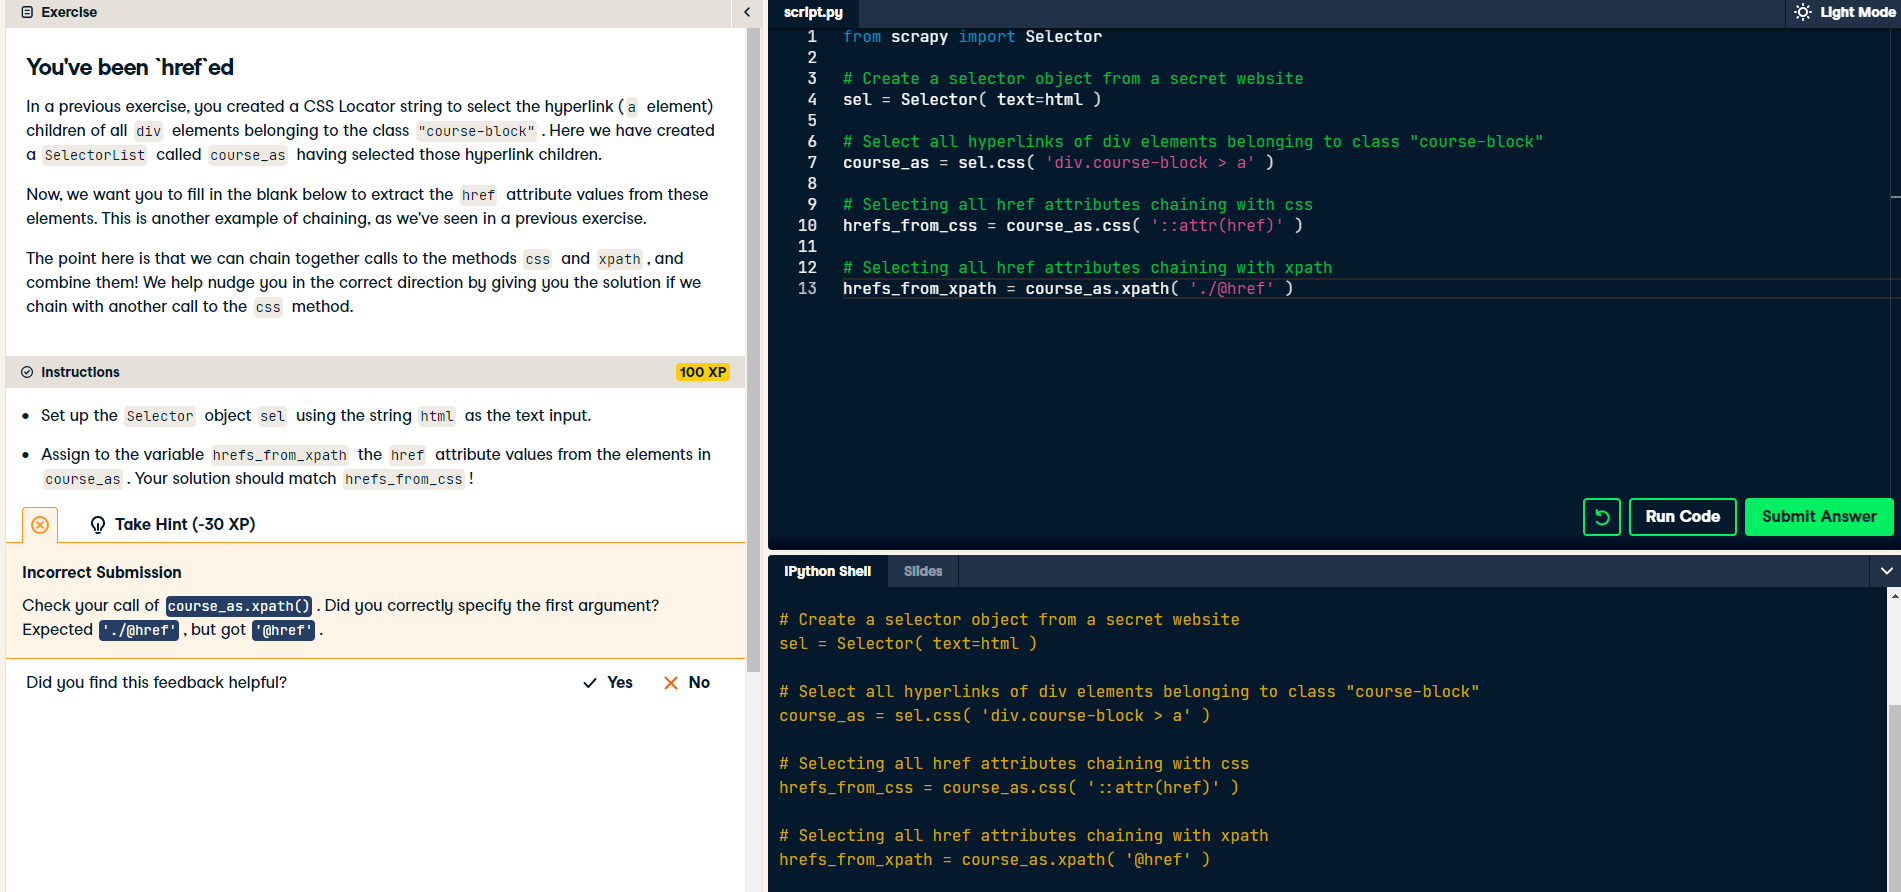 Exercise
You've been `href`ed
In a previous exercise, you created a CSS Locator string to select the hyperlink ( a element)
children of all div elements belonging to the class "course-block" . Here we have created
a SelectorList called course_as having selected those hyperlink children.
Now, we want you to fill in the blank below to extract the href attribute values from these
elements. This is another example of chaining, as we've seen in a previous exercise.
The point here is that we can chain together calls to the methods css and xpath , and
combine them! We help nudge you in the correct direction by giving you the solution if we
chain with another call to the css method.
Instructions
100 XP
Set up the Selector object sel using the string html as the text input.
Assign to the variable hrefs_from_xpath the href attribute values from the elements in
course_as . Your solution should match hrefs_from_css !
Take Hint (-30 XP)
Incorrect Submission
Check your call of course_as.xpath() . Did you correctly specify the first argument?
Expected './@href' , but got '@href' .
Did you find this feedback helpful?
Yes
No
script.py
Light Mode
1 from scrapy import Selector
2
3 # Create a selector object from a secret website
4 sel = Selector( text=html )
5
6 # Select all hyperlinks of div elements belonging to class "course-block"
7 course_as = sel.css( 'div.course-block > a' )
8
9 # Selecting all href attributes chaining with css
10 hrefs_from_css = course_as.css( '::attr(href)' )
11
12 # Selecting all href attributes chaining with xpath
13 hrefs_from_xpath = course_as.xpath( './@href' )
Run Code
Submit Answer
IPython Shell
Slides
# Create a selector object from a secret website
sel = Selector( text=html )
# Select all hyperlinks of div elements belonging to class "course-block"
course_as = sel.css( 'div.course-block > a' )
# Selecting all href attributes chaining with css
hrefs_from_css = course_as.css( '::attr(href)' )
# Selecting all href attributes chaining with xpath
hrefs_from_xpath = course_as.xpath( '@href' )